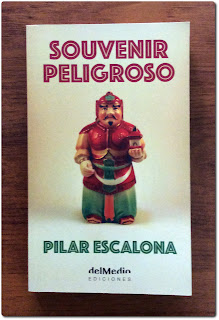 SOUVENIR
PELIGROSO
PILAR ESCALONA
delMedio
EDICIONES